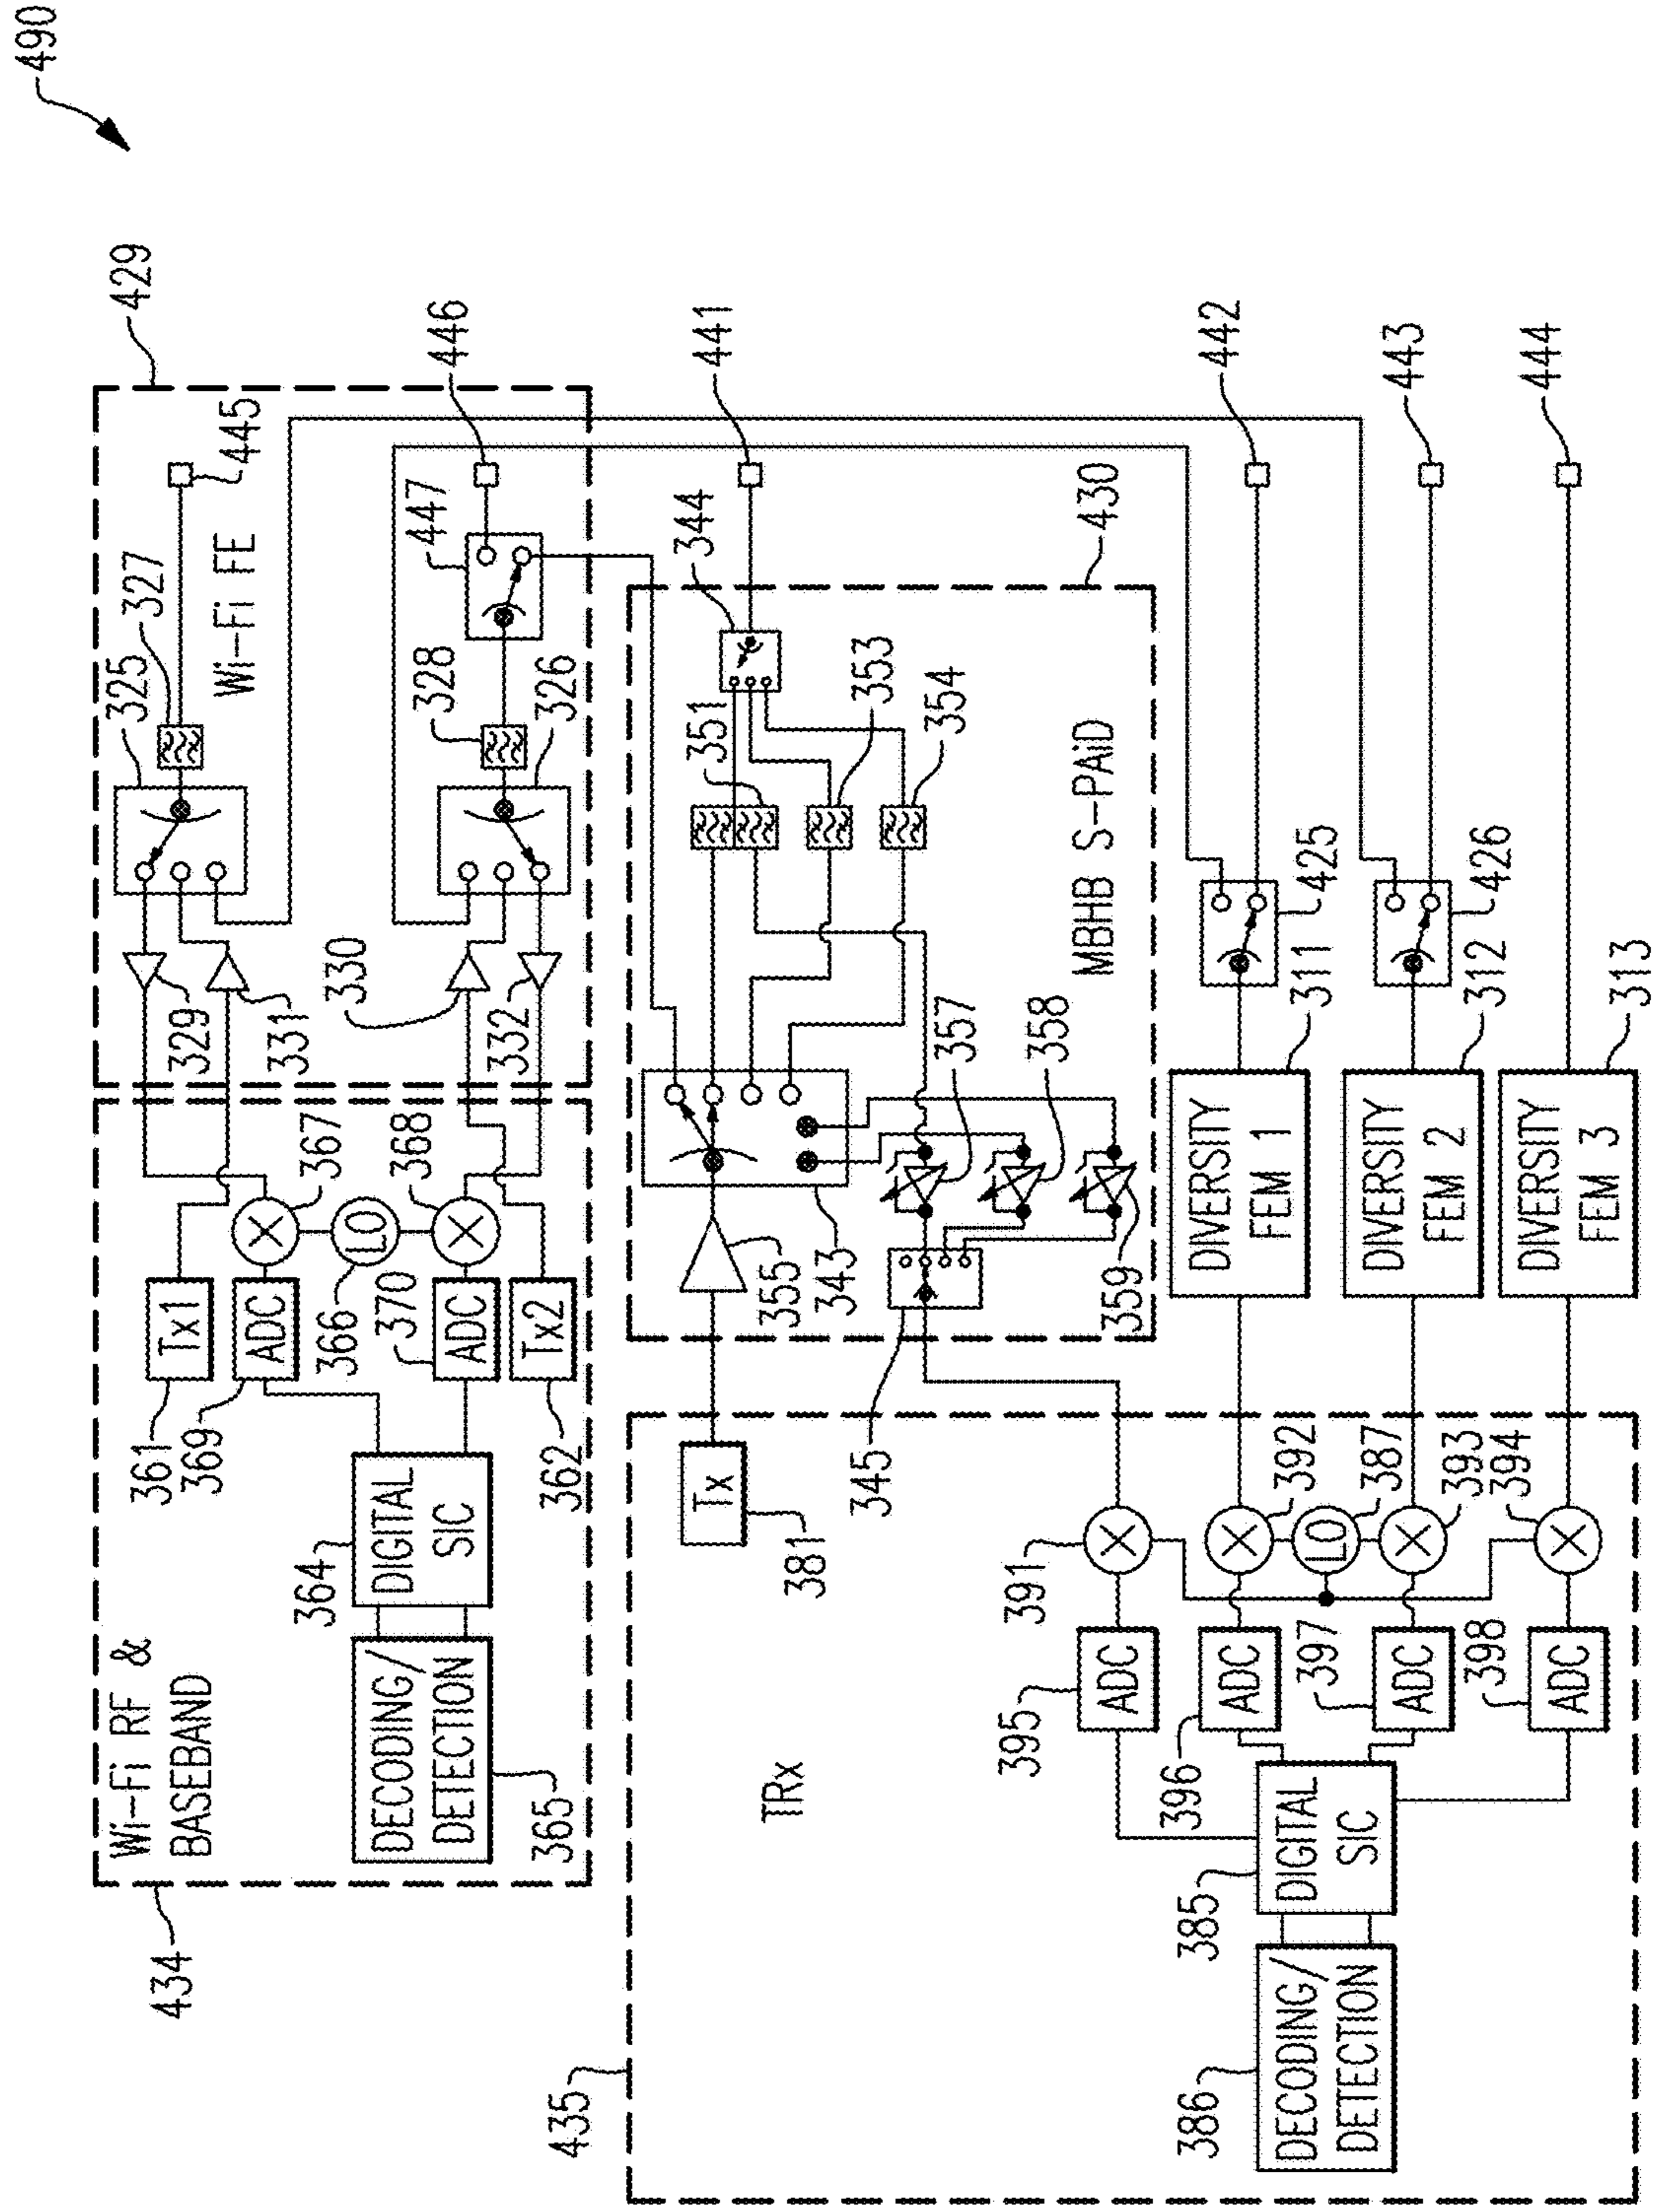 490
429
445
Wi-Fi FE
327
325
446
447
328
326
329
331
330
332
Wi-Fi RF &
BASEBAND
434
Tx1
361
ADC
369
367
LO
366
368
370
ADC
Tx2
362
DIGITAL
SIC
364
DECODING/
DETECTION
365
441
344
430
MBHB S-PAiD
351
353
354
343
355
357
358
359
345
442
443
444
425
426
311
312
313
DIVERSITY
FEM 1
DIVERSITY
FEM 2
DIVERSITY
FEM 3
435
TRx
Tx
381
391
392
LO
387
393
394
ADC
395
ADC
396
ADC
397
ADC
398
DIGITAL
SIC
385
DECODING/
DETECTION
386